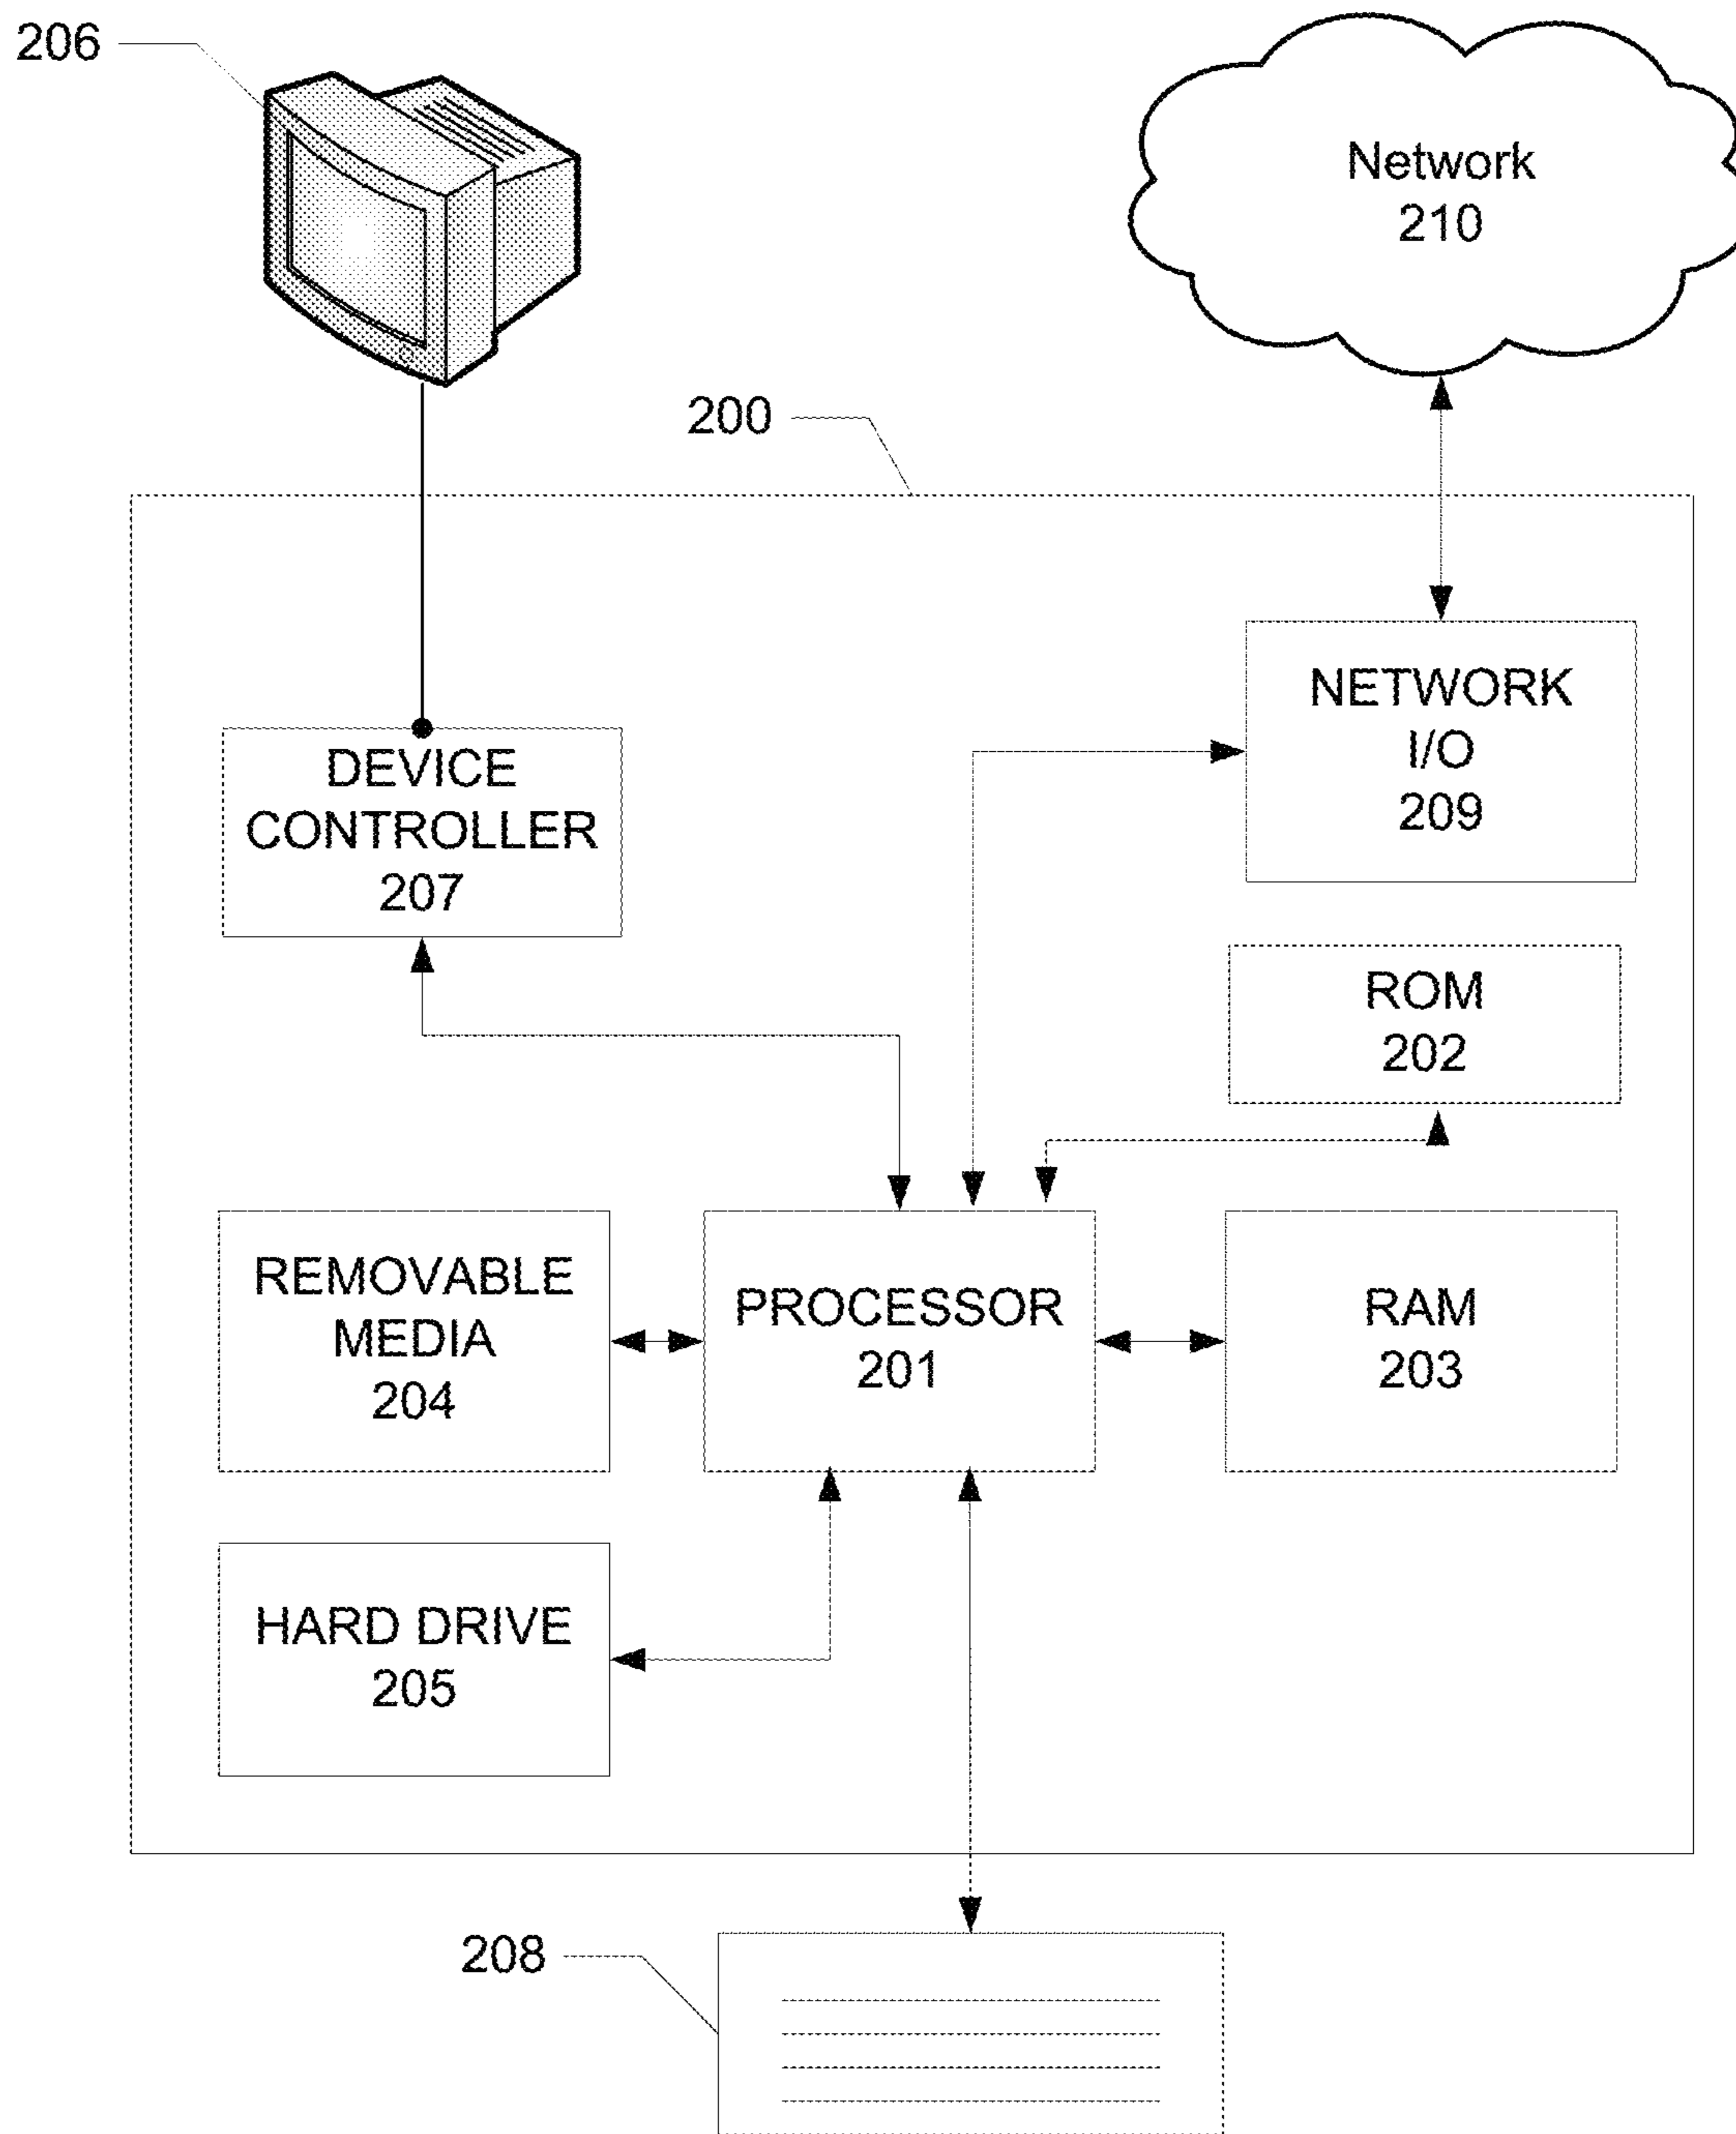 206
Network
210
200
NETWORK
I/O
209
DEVICE
CONTROLLER
207
ROM
202
REMOVABLE
MEDIA
204
PROCESSOR
201
RAM
203
HARD DRIVE
205
208